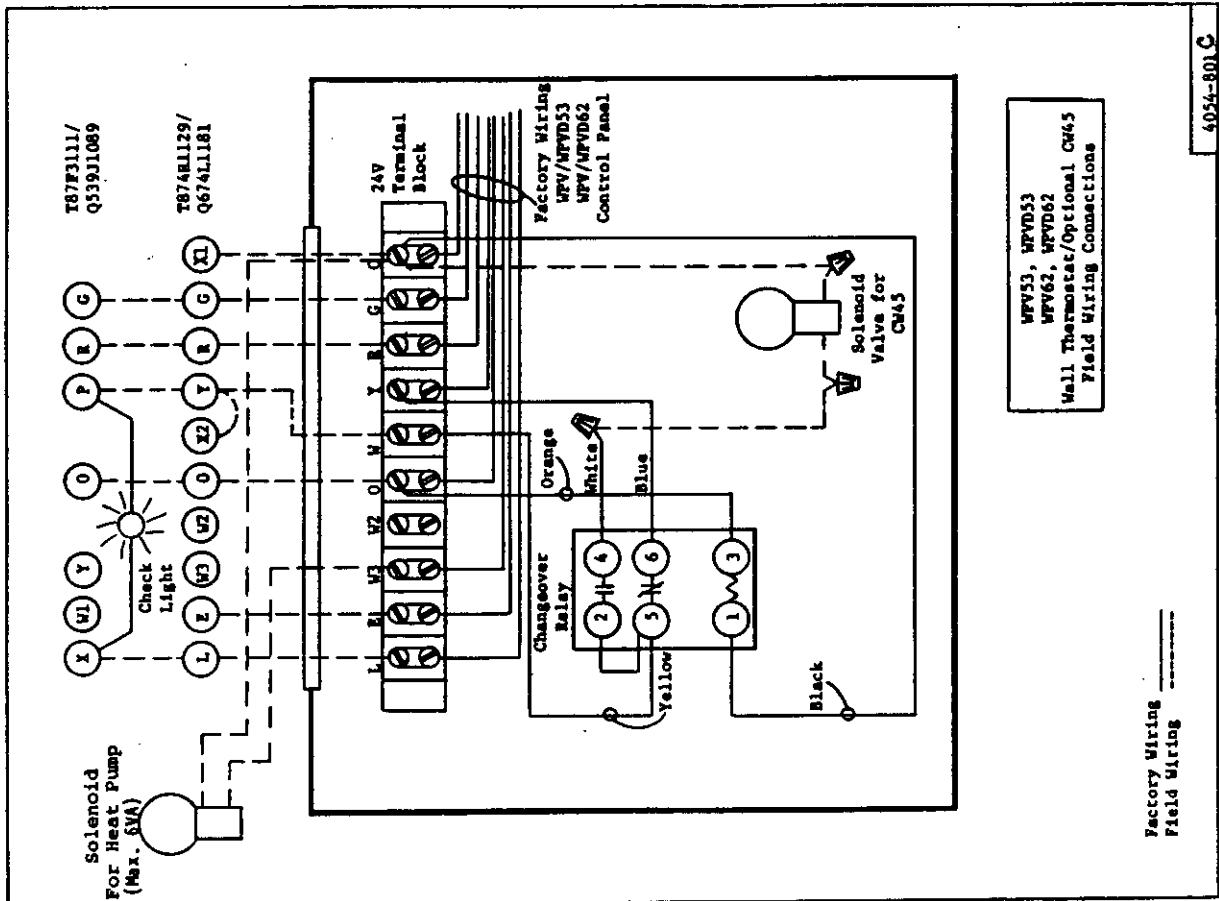 4054-801C
T87F3111/
Q539J1089
X
W1
Y
O
P
R
G
Check
Light
T874R1129/
Q674L1181
L
E
W3
W2
O
X2
Y
R
G
X1
Solenoid
For Heat Pump
(Max. 6VA)
24V
Terminal
Block
L
E
W3
W2
O
W
Y
R
G
C
Factory Wiring
WPV/WPVD53
WPV/WPVD62
Control Panel
Changeover
Relay
2
4
5
6
1
3
Orange
White
Blue
Yellow
Black
Solenoid
Valve for
CW45
WPV53, WPVD53
WPV62, WPVD62
Wall Thermostat/Optional CW45
Field Wiring Connections
Factory Wiring
Field Wiring